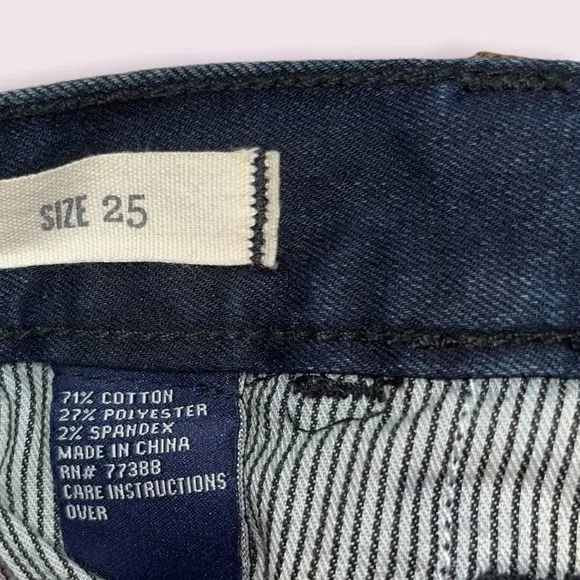 SIZE 25
71% COTTON
27% POLYESTER
2% SPANDEX
MADE IN CHINA
RN# 77388
CARE INSTRUCTIONS
OVER